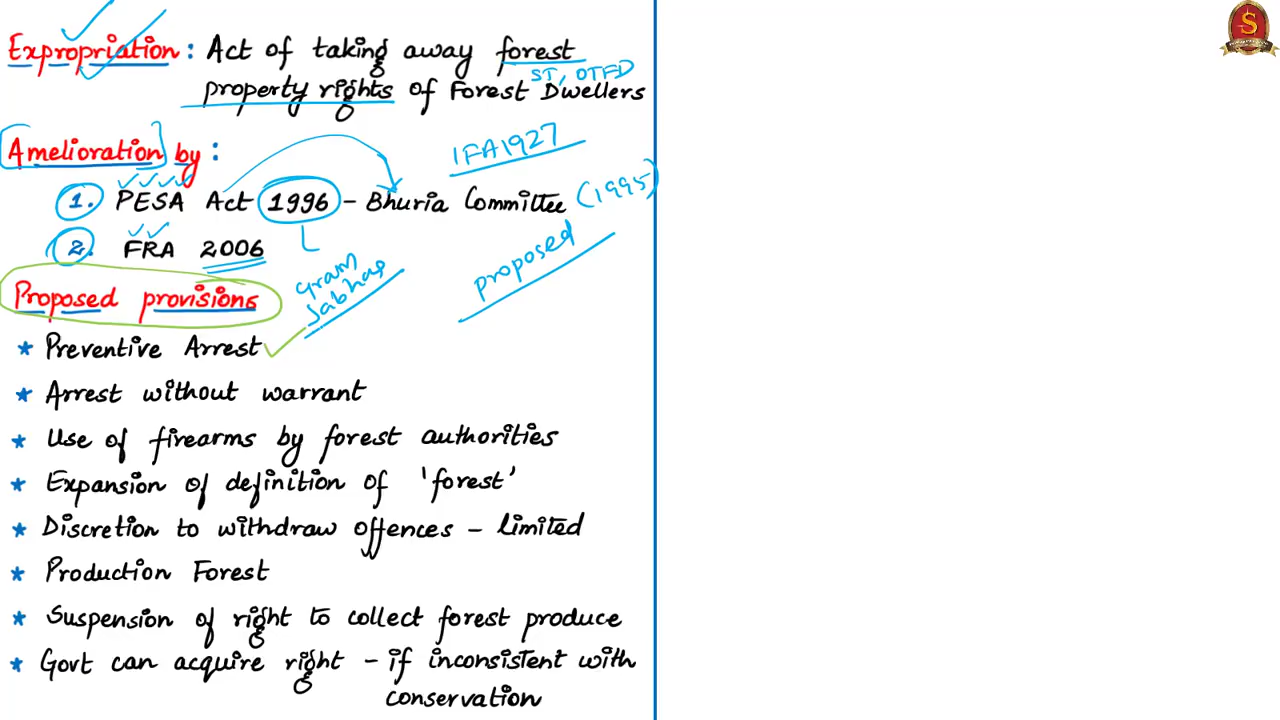 Expropriation : Act of taking away forest
ST, OTFD
property rights of Forest Dwellers
Amelioration by :
IFA 1927
1. PESA Act 1996 - Bhuria Committee (1995)
2. FRA 2006
gram sabhas
proposed
Proposed provisions
* Preventive Arrest
* Arrest without warrant
* Use of firearms by forest authorities
* Expansion of definition of 'forest'
* Discretion to withdraw offences - limited
* Production Forest
* Suspension of right to collect forest produce
* Govt can acquire right - if inconsistent with
conservation
S